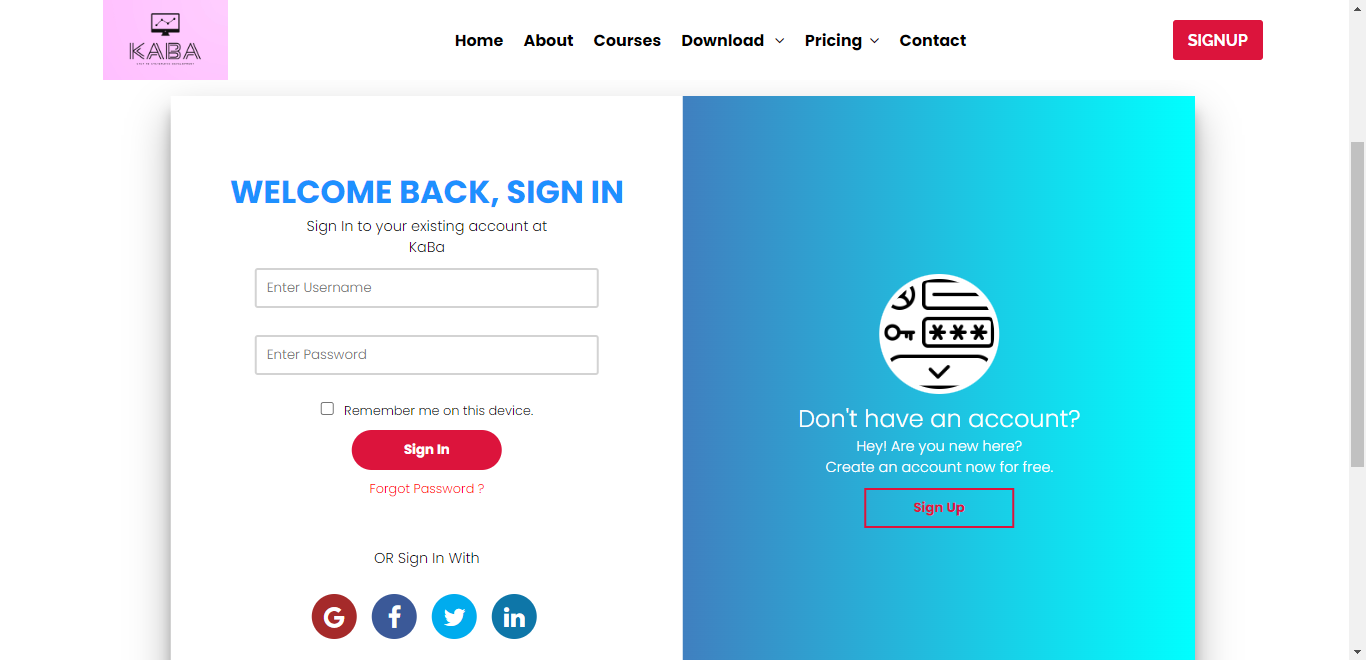 KABA
Home About Courses Download Pricing Contact
SIGNUP
WELCOME BACK, SIGN IN
Sign In to your existing account at
KaBa
Enter Username
Enter Password
Remember me on this device.
Sign In
Forgot Password ?
OR Sign In With
G f in
***
Don't have an account?
Hey! Are you new here?
Create an account now for free.
Sign Up